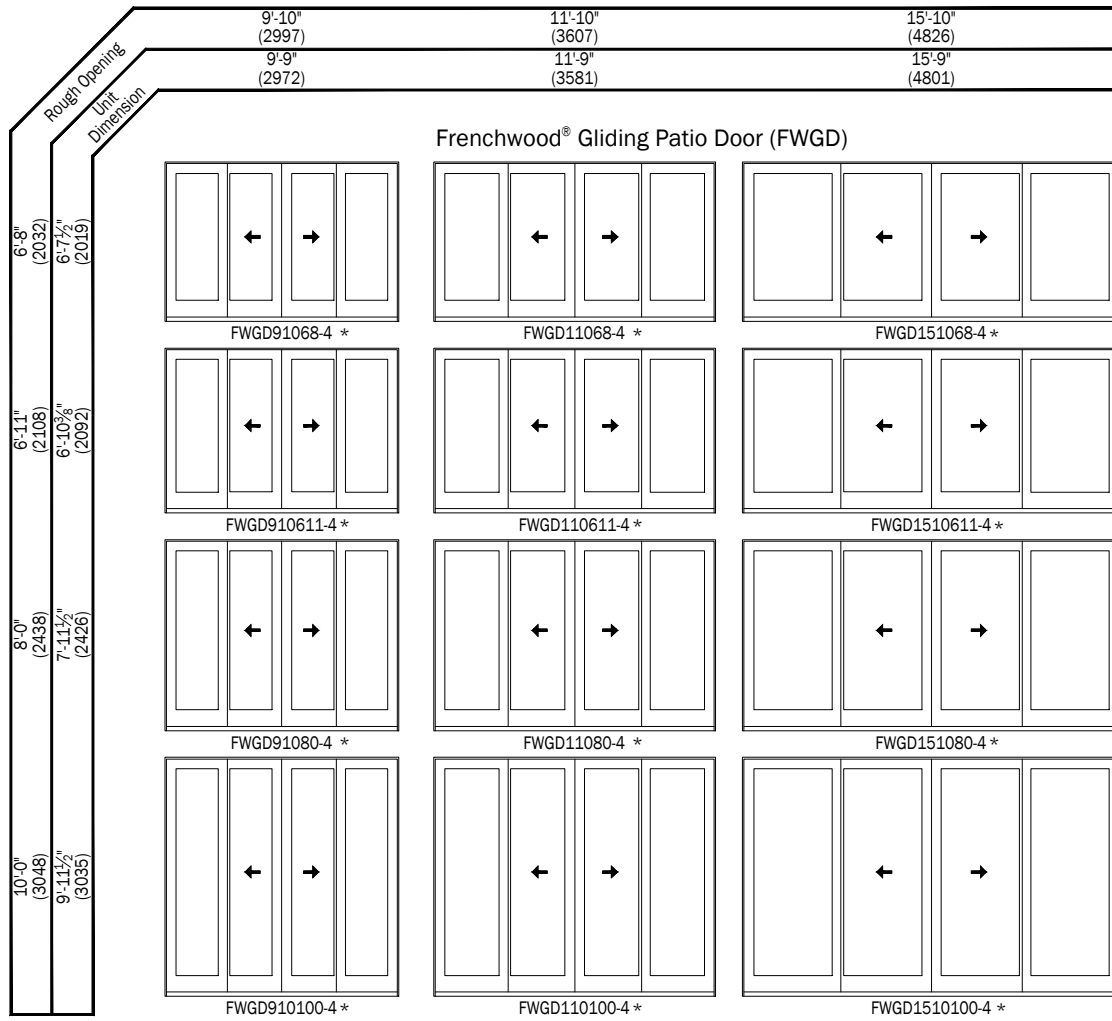 9'-10"
(2997)
11'-10"
(3607)
15'-10"
(4826)
Rough Opening
9'-9"
(2972)
11'-9"
(3581)
15'-9"
(4801)
Unit
Dimension
Frenchwood® Gliding Patio Door (FWGD)
6'-8"
(2032)
6'-7½"
(2019)
FWGD91068-4 *
FWGD11068-4 *
FWGD151068-4 *
6'-11"
(2108)
6'-10⅜"
(2092)
FWGD910611-4 *
FWGD110611-4 *
FWGD1510611-4 *
8'-0"
(2438)
7'-11½"
(2426)
FWGD91080-4 *
FWGD11080-4 *
FWGD151080-4 *
10'-0"
(3048)
9'-11½"
(3035)
FWGD910100-4 *
FWGD110100-4 *
FWGD1510100-4 *